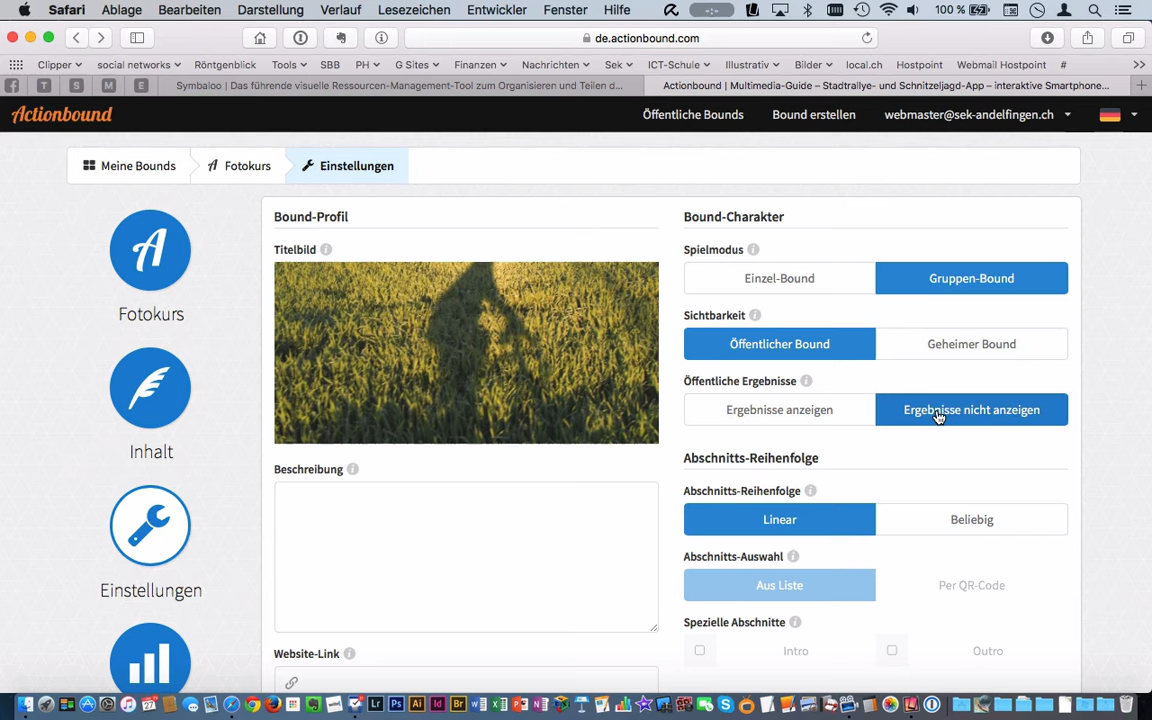 Safari Ablage Bearbeiten Darstellung Verlauf Lesezeichen Entwickler Fenster Hilfe 100 %
de.actionbound.com
Clipper social networks Röntgenblick Tools SBB PH G Sites Finanzen Nachrichten Sek ICT-Schule Illustrativ Bilder local.ch Hostpoint Webmail Hostpoint # >>
T S M E Symbaloo | Das führende visuelle Ressourcen-Management-Tool zum Organisieren und Teilen d... Actionbound | Multimedia-Guide – Stadtrallye- und Schnitzeljagd-App – interaktive Smartphone...
Actionbound Öffentliche Bounds Bound erstellen webmaster@sek-andelfingen.ch
Meine Bounds Fotokurs Einstellungen
Fotokurs
Inhalt
Einstellungen
Bound-Profil
Titelbild
Beschreibung
Website-Link
Bound-Charakter
Spielmodus
Einzel-Bound Gruppen-Bound
Sichtbarkeit
Öffentlicher Bound Geheimer Bound
Öffentliche Ergebnisse
Ergebnisse anzeigen Ergebnisse nicht anzeigen
Abschnitts-Reihenfolge
Abschnitts-Reihenfolge
Linear Beliebig
Abschnitts-Auswahl
Aus Liste Per QR-Code
Spezielle Abschnitte
Intro Outro
Lr Ps Ai Id Br